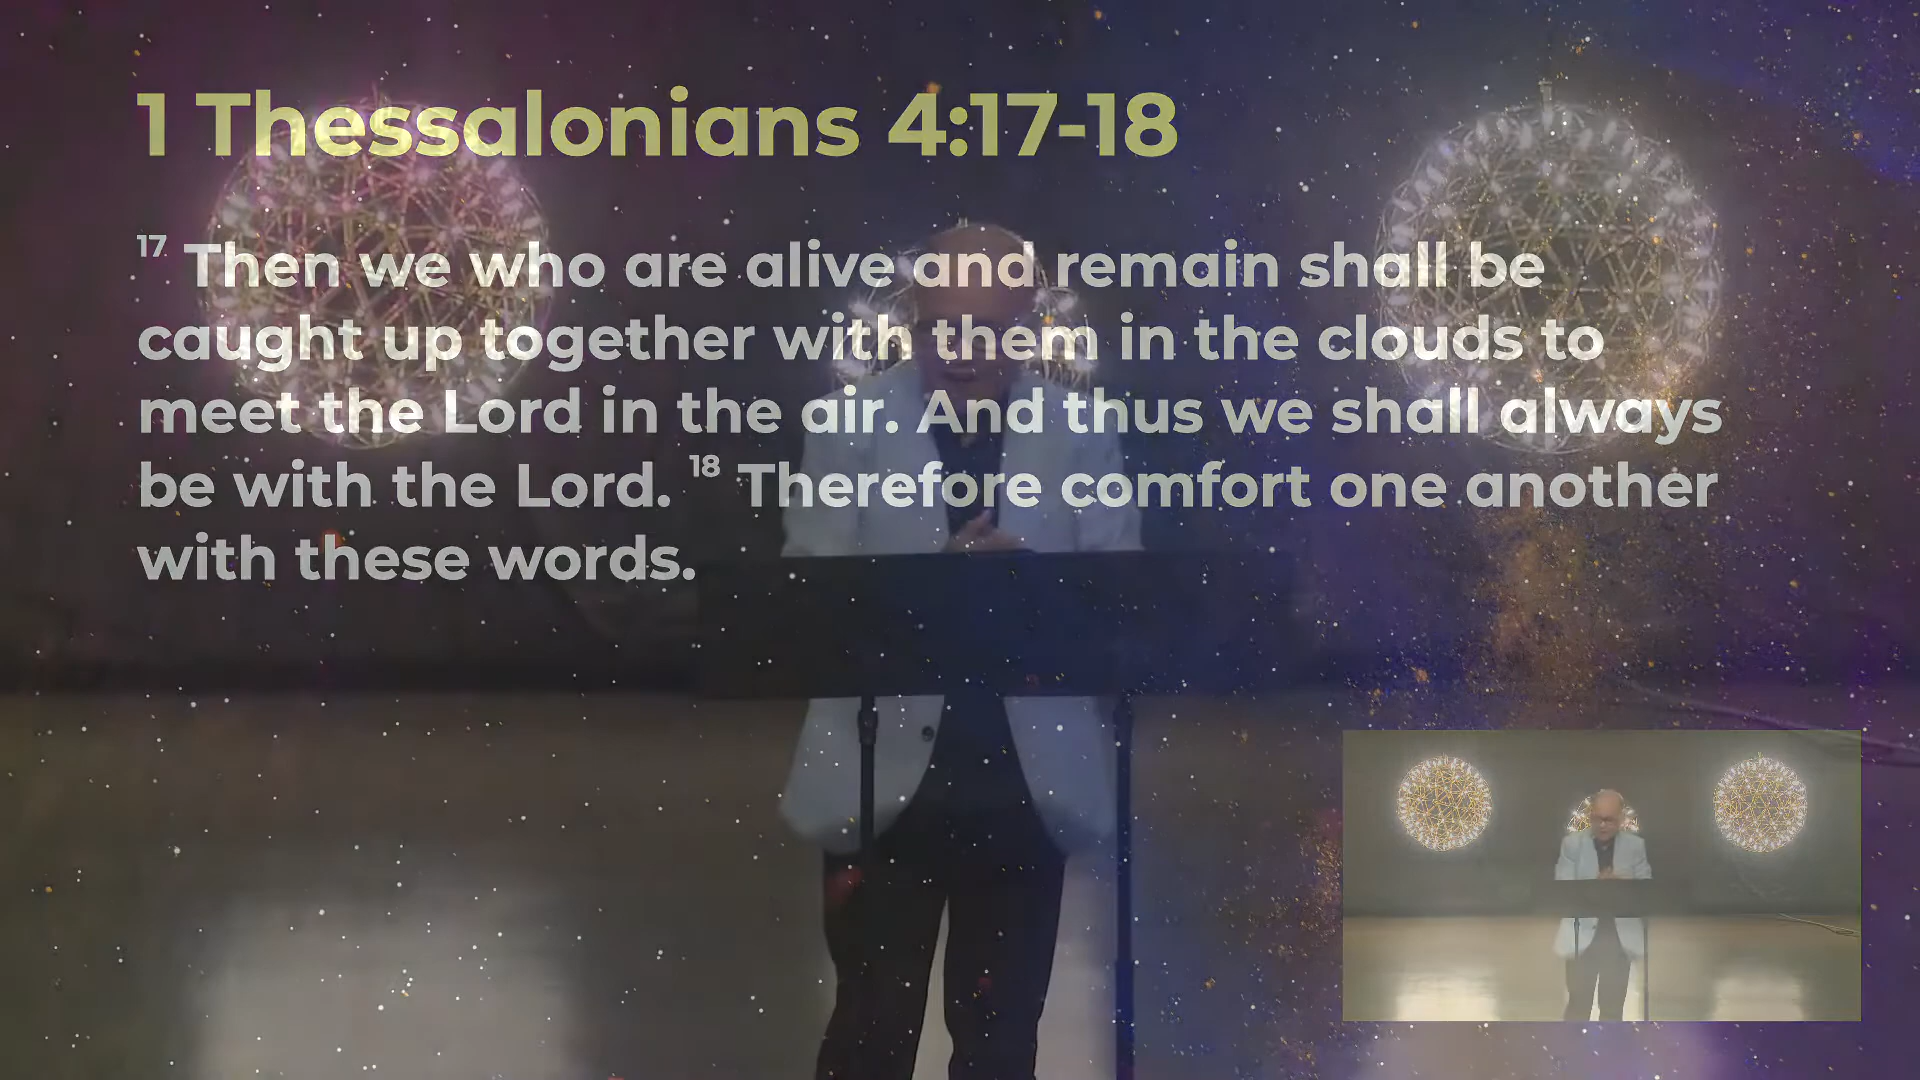 1 Thessalonians 4:17-18
17 Then we who are alive and remain shall be
caught up together with them in the clouds to
meet the Lord in the air. And thus we shall always
be with the Lord. 18 Therefore comfort one another
with these words.